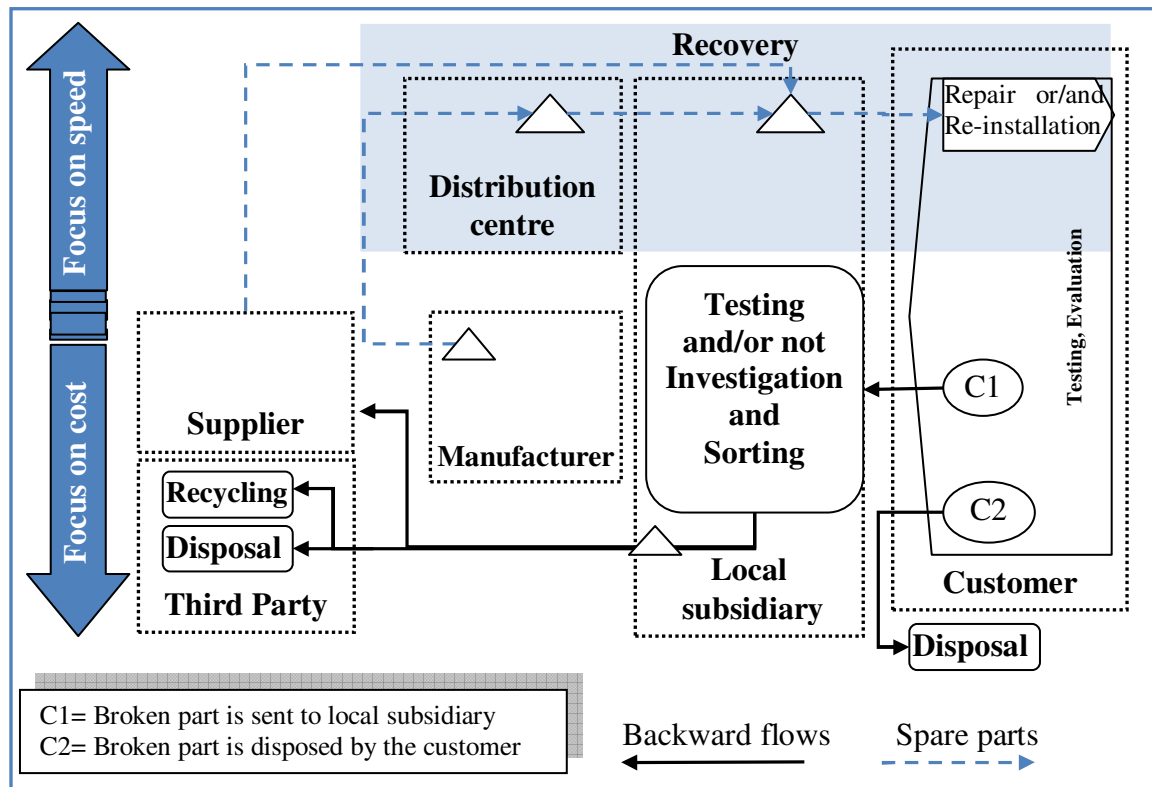 Focus on speed
Focus on cost
Recovery
Distribution
centre
Repair or/and
Re-installation
Testing, Evaluation
Testing
and/or not
Investigation
and
Sorting
C1
C2
Supplier
Manufacturer
Recycling
Disposal
Third Party
Local
subsidiary
Customer
Disposal
C1= Broken part is sent to local subsidiary
C2= Broken part is disposed by the customer
Backward flows
Spare parts